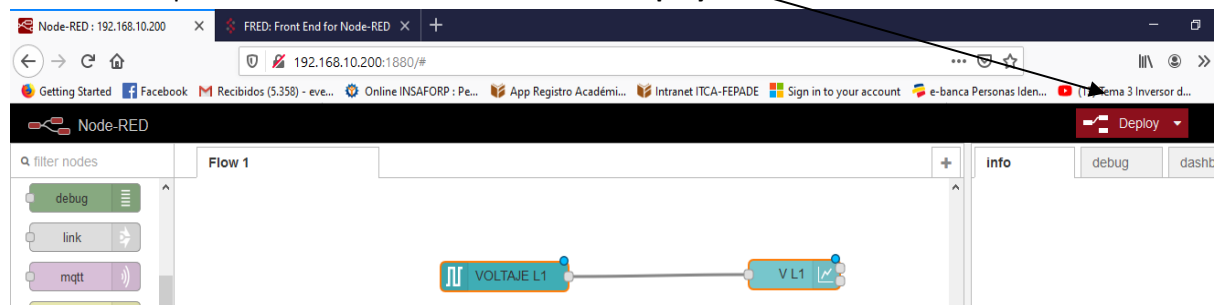 Node-RED : 192.168.10.200
FRED: Front End for Node-RED
192.168.10.200:1880/#
Getting Started Facebook Recibidos (5.358) - eve... Online INSAFORP : Pe... App Registro Académi... Intranet ITCA-FEPADE Sign in to your account e-banca Personas Iden... Tema 3 Inversor d...
Node-RED Deploy
filter nodes Flow 1 + info debug dashb
debug
link
mqtt
VOLTAJE L1 V L1